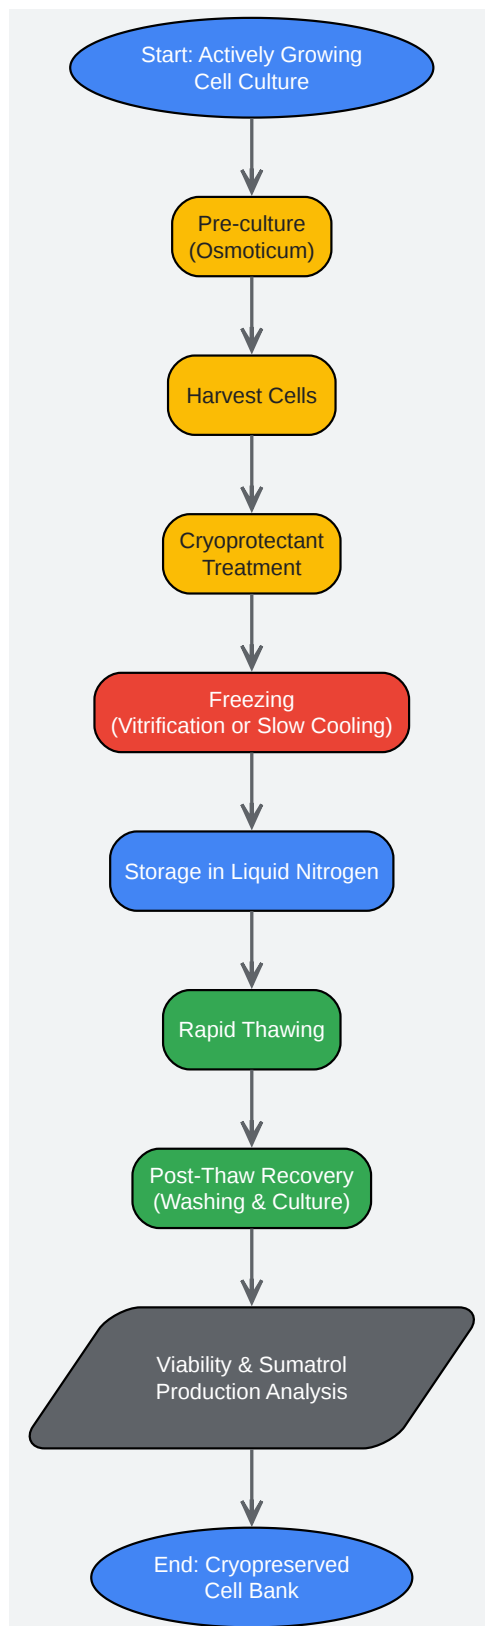 Start: Actively Growing
Cell Culture
Pre-culture
(Osmoticum)
Harvest Cells
Cryoprotectant
Treatment
Freezing
(Vitrification or Slow Cooling)
Storage in Liquid Nitrogen
Rapid Thawing
Post-Thaw Recovery
(Washing & Culture)
Viability & Sumatrol
Production Analysis
End: Cryopreserved
Cell Bank